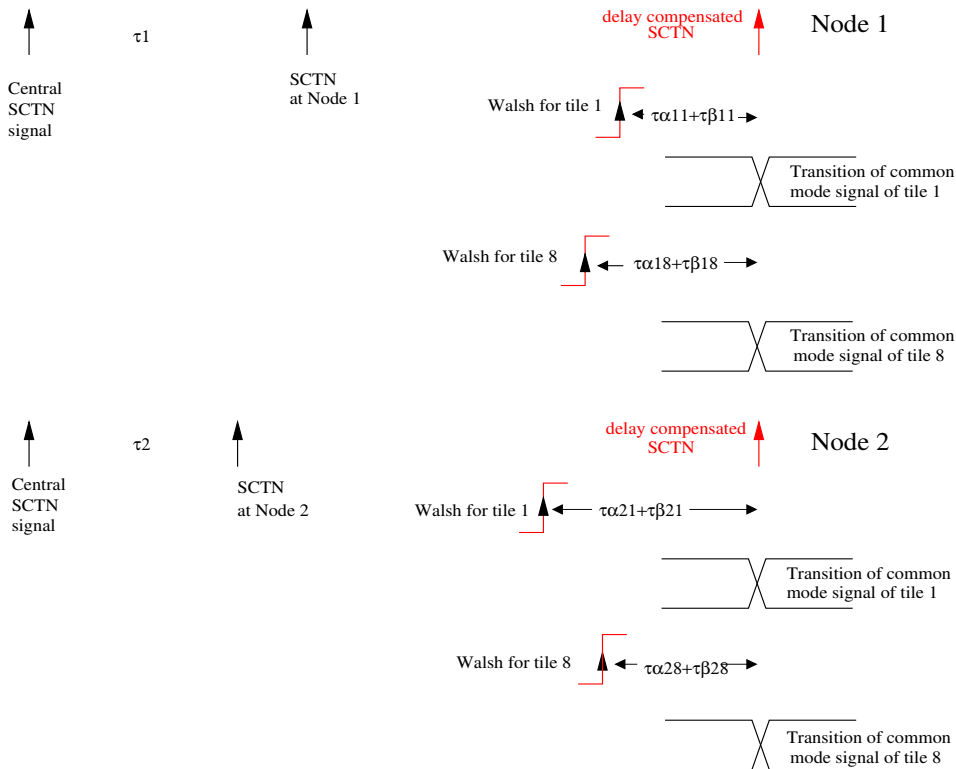 τ1
delay compensated
SCTN
Node 1
Central
SCTN
signal
SCTN
at Node 1
Walsh for tile 1
τα11+τβ11
Transition of common
mode signal of tile 1
Walsh for tile 8
τα18+τβ18
Transition of common
mode signal of tile 8
τ2
delay compensated
SCTN
Node 2
Central
SCTN
signal
SCTN
at Node 2
Walsh for tile 1
τα21+τβ21
Transition of common
mode signal of tile 1
Walsh for tile 8
τα28+τβ28
Transition of common
mode signal of tile 8